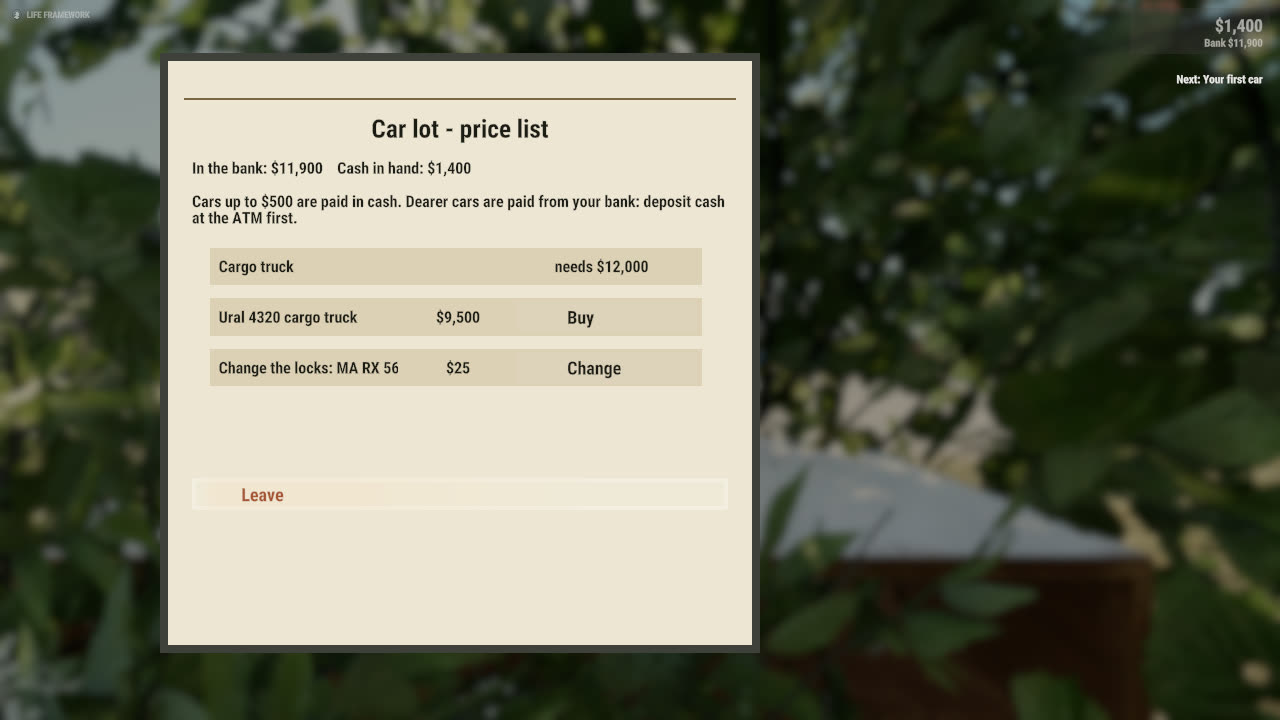 LIFE FRAMEWORK
$1,400
Bank $11,900
Next: Your first car
Car lot - price list
In the bank: $11,900 Cash in hand: $1,400
Cars up to $500 are paid in cash. Dearer cars are paid from your bank: deposit cash
at the ATM first.
Cargo truck needs $12,000
Ural 4320 cargo truck $9,500 Buy
Change the locks: MA RX 56 $25 Change
Leave